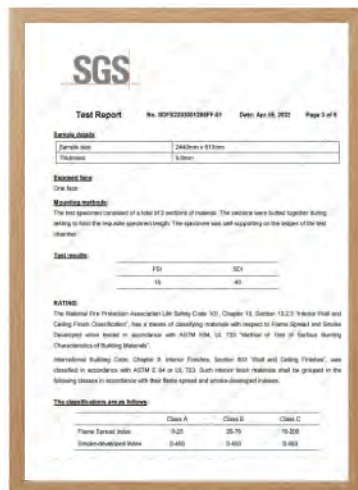 SGS
Test Report No. SDFS2203001286FF-01 Date: Apr 08, 2022 Page 3 of 6
Sample details
Sample size 2440mm x 610mm
Thickness 9.0mm
Exposed face
One face
Mounting methods:
The test specimen consisted of a total of 3 sections of material. The sections were butted together during
testing to form the requisite specimen length. The specimen was self-supporting on the ledges of the test
chamber.
Test results:
FSI SDI
15 40
RATING:
The National Fire Protection Association Life Safety Code 101, Chapter 10, Section 10.2.3 "Interior Wall and
Ceiling Finish Classification", has a means of classifying materials with respect to Flame Spread and Smoke
Developed when tested in accordance with ASTM E84, UL 723 "Method of Test of Surface Burning
Characteristics of Building Materials".
International Building Code, Chapter 8, Interior Finishes, Section 803 "Wall and Ceiling Finishes", was
classified in accordance with ASTM E 84 or UL 723. Such interior finish materials shall be grouped in the
following classes in accordance with their flame spread and smoke-developed indexes.
The classifications are as follows:
Class A Class B Class C
Flame Spread Index 0-25 26-75 76-200
Smoke-developed Index 0-450 0-450 0-450